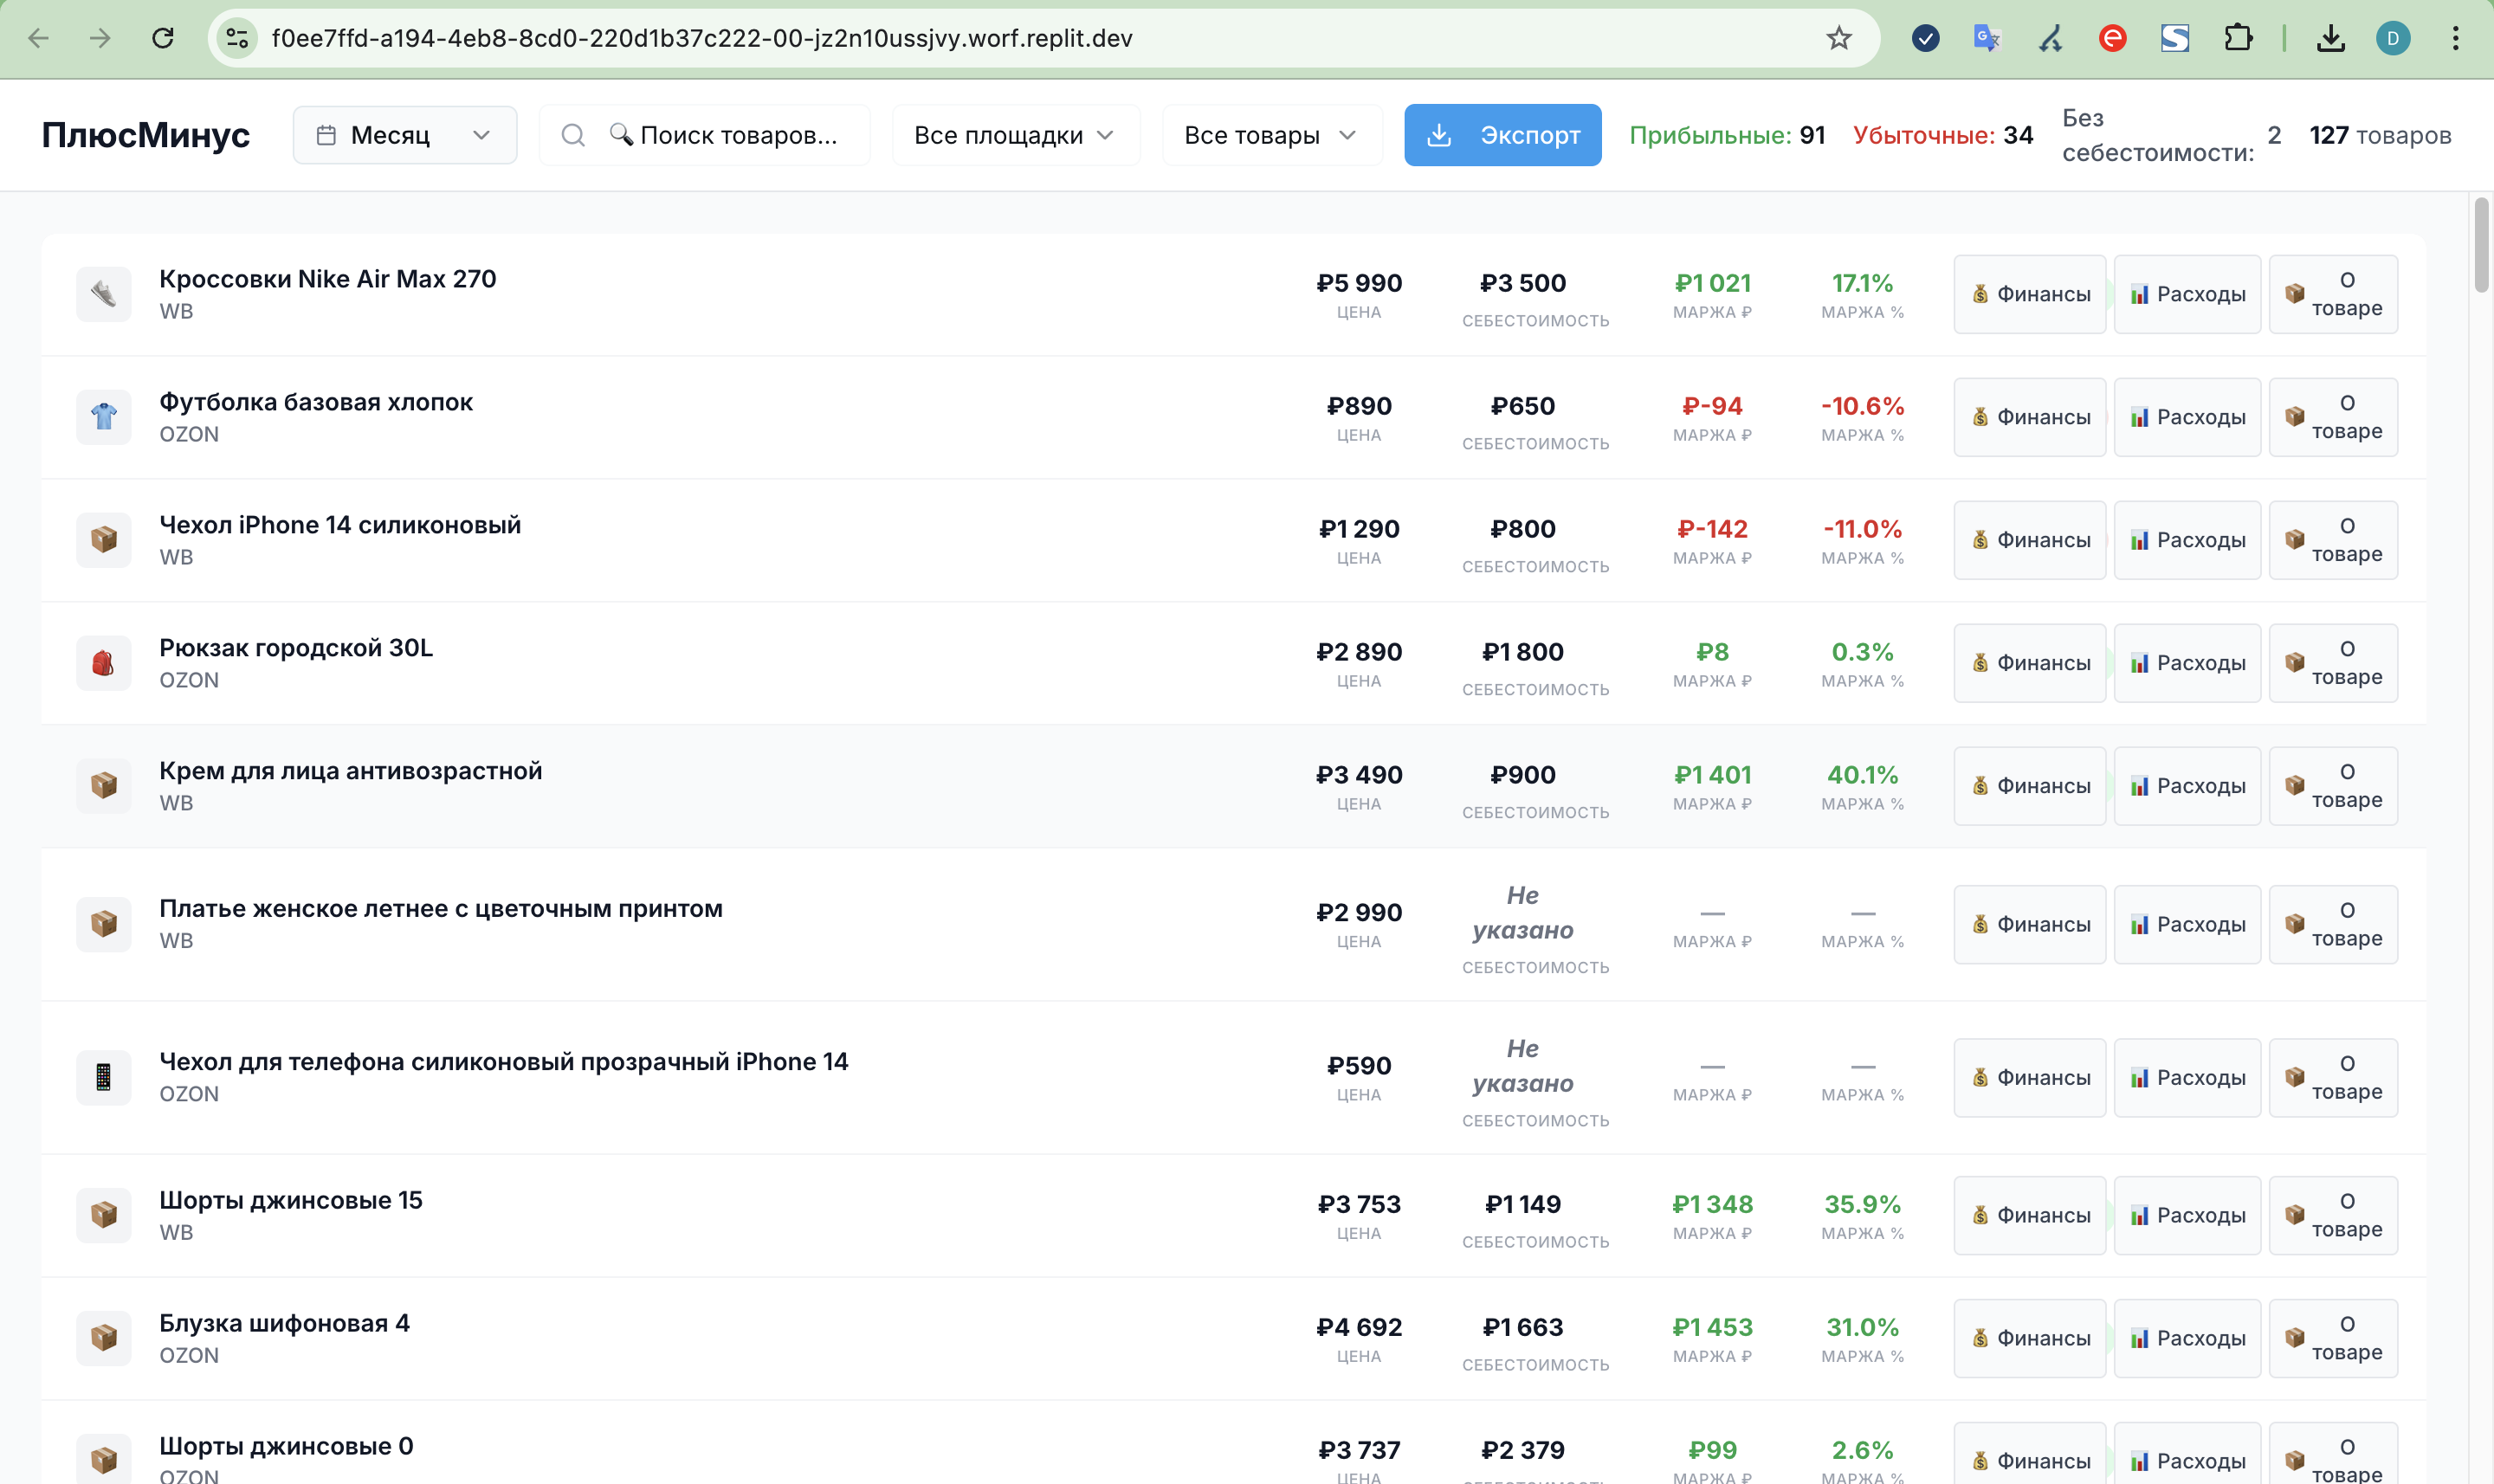 f0ee7ffd-a194-4eb8-8cd0-220d1b37c222-00-jz2n10ussjvy.worf.replit.dev
D
ПлюсМинус
Месяц
Поиск товаров...
Все площадки
Все товары
Экспорт
Прибыльные: 91
Убыточные: 34
Без
себестоимости: 2
127 товаров
Кроссовки Nike Air Max 270
WB
₽5 990
ЦЕНА
₽3 500
СЕБЕСТОИМОСТЬ
₽1 021
МАРЖА ₽
17.1%
МАРЖА %
Финансы
Расходы
О
товаре
Футболка базовая хлопок
OZON
₽890
ЦЕНА
₽650
СЕБЕСТОИМОСТЬ
₽-94
МАРЖА ₽
-10.6%
МАРЖА %
Финансы
Расходы
О
товаре
Чехол iPhone 14 силиконовый
WB
₽1 290
ЦЕНА
₽800
СЕБЕСТОИМОСТЬ
₽-142
МАРЖА ₽
-11.0%
МАРЖА %
Финансы
Расходы
О
товаре
Рюкзак городской 30L
OZON
₽2 890
ЦЕНА
₽1 800
СЕБЕСТОИМОСТЬ
₽8
МАРЖА ₽
0.3%
МАРЖА %
Финансы
Расходы
О
товаре
Крем для лица антивозрастной
WB
₽3 490
ЦЕНА
₽900
СЕБЕСТОИМОСТЬ
₽1 401
МАРЖА ₽
40.1%
МАРЖА %
Финансы
Расходы
О
товаре
Платье женское летнее с цветочным принтом
WB
₽2 990
ЦЕНА
Не
указано
СЕБЕСТОИМОСТЬ
—
МАРЖА ₽
—
МАРЖА %
Финансы
Расходы
О
товаре
Чехол для телефона силиконовый прозрачный iPhone 14
OZON
₽590
ЦЕНА
Не
указано
СЕБЕСТОИМОСТЬ
—
МАРЖА ₽
—
МАРЖА %
Финансы
Расходы
О
товаре
Шорты джинсовые 15
WB
₽3 753
ЦЕНА
₽1 149
СЕБЕСТОИМОСТЬ
₽1 348
МАРЖА ₽
35.9%
МАРЖА %
Финансы
Расходы
О
товаре
Блузка шифоновая 4
OZON
₽4 692
ЦЕНА
₽1 663
СЕБЕСТОИМОСТЬ
₽1 453
МАРЖА ₽
31.0%
МАРЖА %
Финансы
Расходы
О
товаре
Шорты джинсовые 0
OZON
₽3 737
ЦЕНА
₽2 379
₽99
МАРЖА ₽
2.6%
МАРЖА %
Финансы
Расходы
О
товаре